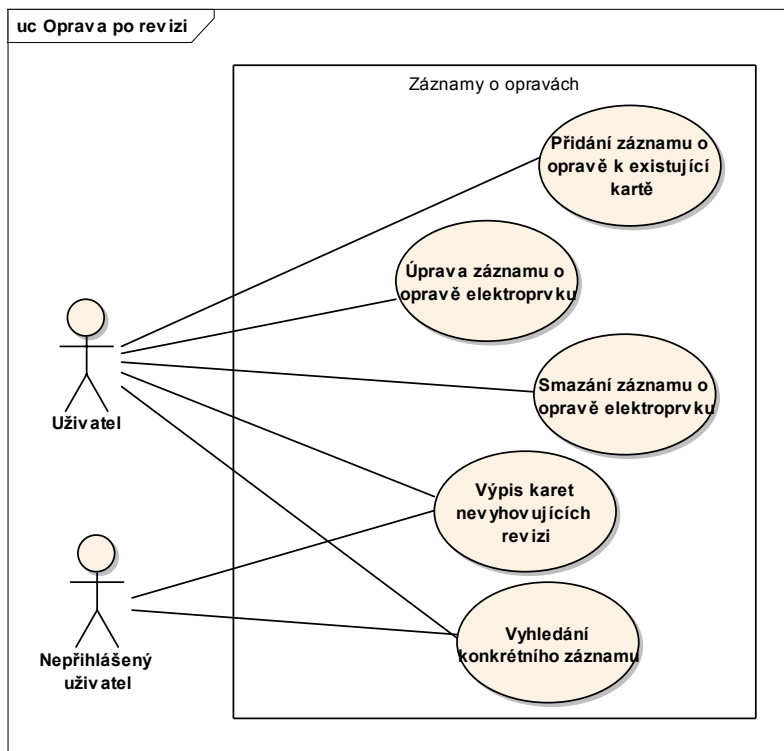 uc Oprava po revizi
Záznamy o opravách
Přidání záznamu o
opravě k existující
kartě
Úprava záznamu o
opravě elektroprvku
Uživatel
Smazání záznamu o
opravě elektroprvku
Výpis karet
nevyhovujících
revizi
Nepřihlášený
uživatel
Vyhledání
konkrétního záznamu